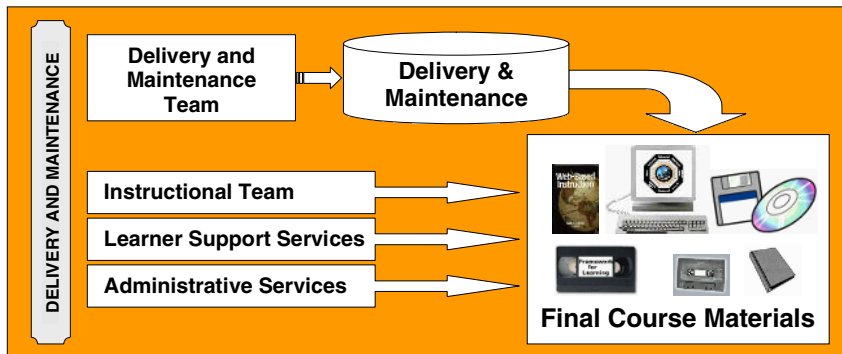 DELIVERY AND MAINTENANCE
Delivery and
Maintenance
Team
Delivery &
Maintenance
Instructional Team
Learner Support Services
Administrative Services
Web-Based
Instruction
Framework
for
Learning
Final Course Materials